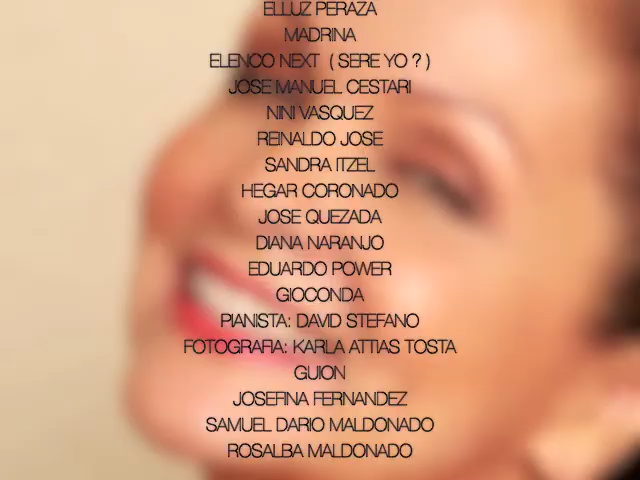 ELLUZ PERAZA
MADRINA
ELENCO NEXT ( SERE YO ? )
JOSE MANUEL CESTARI
NINI VASQUEZ
REINALDO JOSE
SANDRA ITZEL
HEGAR CORONADO
JOSE QUEZADA
DIANA NARANJO
EDUARDO POWER
GIOCONDA
PIANISTA: DAVID STEFANO
FOTOGRAFIA: KARLA ATTIAS TOSTA
GUION
JOSEFINA FERNANDEZ
SAMUEL DARIO MALDONADO
ROSALBA MALDONADO